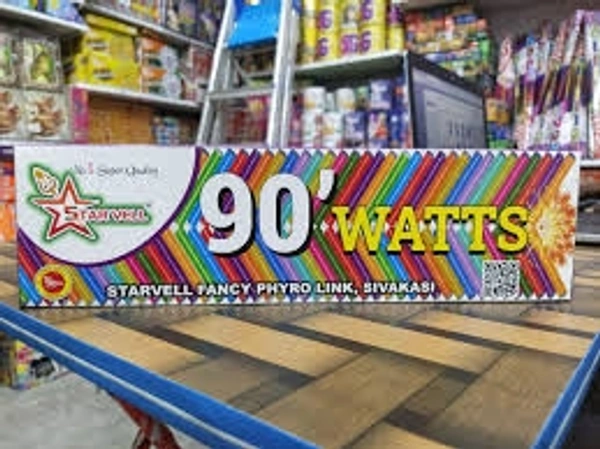 No.1 Super Quality
STARVELL
90' WATTS
STARVELL FANCY PHYRO LINK, SIVAKASI